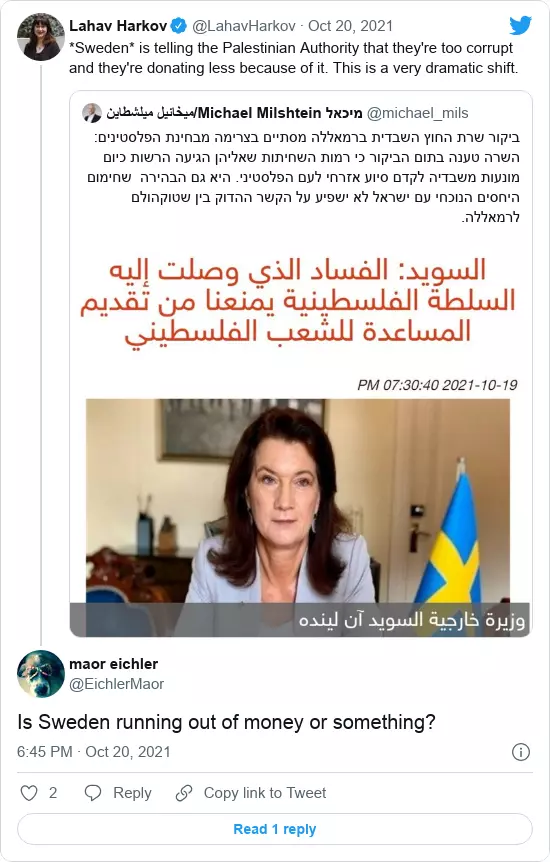 Lahav Harkov @LahavHarkov · Oct 20, 2021
*Sweden* is telling the Palestinian Authority that they're too corrupt
and they're donating less because of it. This is a very dramatic shift.
מיכאל מילשטיין/ميخائيل ميلشطاين Michael Milshtein @michael_mils
ביקור שרת החוץ השבדית ברמאללה מסתיים בצרימה מבחינת הפלסטינים:
השרה טענה בתום הביקור כי רמות השחיתות שאליהן הגיעה הרשות כיום
מונעות משבדיה לקדם סיוע אזרחי לעם הפלסטיני. היא גם הבהירה שחימום
היחסים הנוכחי עם ישראל לא ישפיע על הקשר ההדוק בין שטוקהולם
לרמאללה.
السويد: الفساد الذي وصلت إليه
السلطة الفلسطينية يمنعنا من تقديم
المساعدة للشعب الفلسطيني
PM 07:30:40 2021-10-19
وزيرة خارجية السويد آن لينده
maor eichler
@EichlerMaor
Is Sweden running out of money or something?
6:45 PM · Oct 20, 2021
2 Reply Copy link to Tweet
Read 1 reply